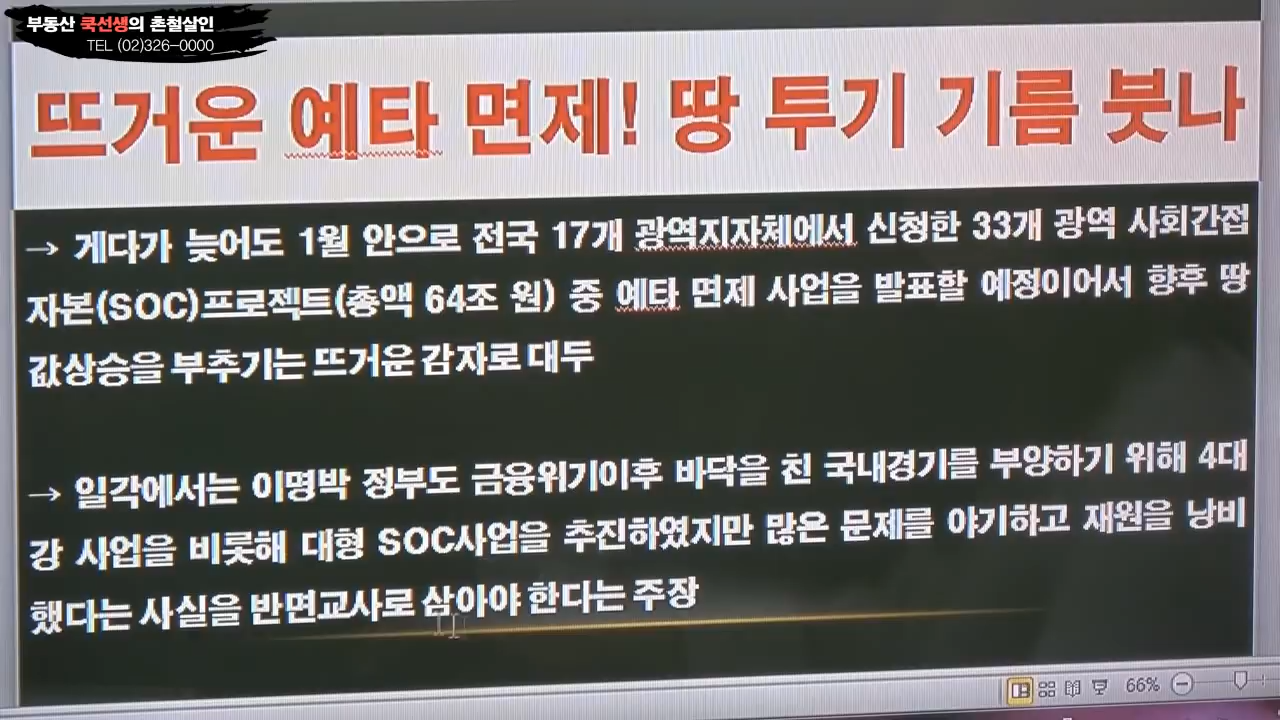 부동산 쿡선생의 촌철살인
TEL (02)326-0000
뜨거운 예타 면제! 땅 투기 기름 붓나
→ 게다가 늦어도 1월 안으로 전국 17개 광역지자체에서 신청한 33개 광역 사회간접
자본(SOC)프로젝트(총액 64조 원) 중 예타 면제 사업을 발표할 예정이어서 향후 땅
값상승을 부추기는 뜨거운 감자로 대두
→ 일각에서는 이명박 정부도 금융위기이후 바닥을 친 국내경기를 부양하기 위해 4대
강 사업을 비롯해 대형 SOC사업을 추진하였지만 많은 문제를 야기하고 재원을 낭비
했다는 사실을 반면교사로 삼아야 한다는 주장
66%